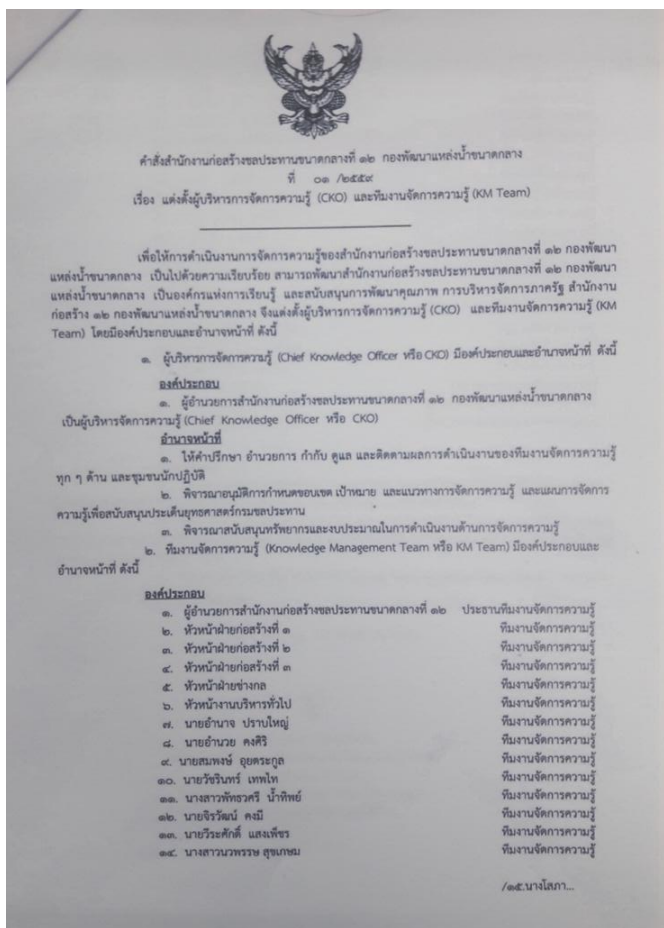 คำสั่งสำนักงานก่อสร้างชลประทานขนาดกลางที่ ๑๒ กองพัฒนาแหล่งน้ำขนาดกลาง
ที่ ๐๑ /๒๕๕๙
เรื่อง แต่งตั้งผู้บริหารการจัดการความรู้ (CKO) และทีมงานจัดการความรู้ (KM Team)
เพื่อให้การดำเนินงานการจัดการความรู้ของสำนักงานก่อสร้างชลประทานขนาดกลางที่ ๑๒ กองพัฒนา
แหล่งน้ำขนาดกลาง เป็นไปด้วยความเรียบร้อย สามารถพัฒนาสำนักงานก่อสร้างชลประทานขนาดกลางที่ ๑๒ กองพัฒนา
แหล่งน้ำขนาดกลาง เป็นองค์กรแห่งการเรียนรู้ และสนับสนุนการพัฒนาคุณภาพ การบริหารจัดการภาครัฐ สำนักงาน
ก่อสร้าง ๑๒ กองพัฒนาแหล่งน้ำขนาดกลาง จึงแต่งตั้งผู้บริหารการจัดการความรู้ (CKO) และทีมงานจัดการความรู้ (KM
Team) โดยมีองค์ประกอบและอำนาจหน้าที่ ดังนี้
๑. ผู้บริหารการจัดการความรู้ (Chief Knowledge Officer หรือ CKO) มีองค์ประกอบและอำนาจหน้าที่ ดังนี้
องค์ประกอบ
๑. ผู้อำนวยการสำนักงานก่อสร้างชลประทานขนาดกลางที่ ๑๒ กองพัฒนาแหล่งน้ำขนาดกลาง
เป็นผู้บริหารจัดการความรู้ (Chief Knowledge Officer หรือ CKO)
อำนาจหน้าที่
๑. ให้คำปรึกษา อำนวยการ กำกับ ดูแล และติดตามผลการดำเนินงานของทีมงานจัดการความรู้
ทุก ๆ ด้าน และชุมชนนักปฏิบัติ
๒. พิจารณาอนุมัติการกำหนดขอบเขต เป้าหมาย และแนวทางการจัดการความรู้ และแผนการจัดการ
ความรู้เพื่อสนับสนุนประเด็นยุทธศาสตร์กรมชลประทาน
๓. พิจารณาสนับสนุนทรัพยากรและงบประมาณในการดำเนินงานด้านการจัดการความรู้
๒. ทีมงานจัดการความรู้ (Knowledge Management Team หรือ KM Team) มีองค์ประกอบและ
อำนาจหน้าที่ ดังนี้
องค์ประกอบ
๑. ผู้อำนวยการสำนักงานก่อสร้างชลประทานขนาดกลางที่ ๑๒ ประธานทีมงานจัดการความรู้
๒. หัวหน้าฝ่ายก่อสร้างที่ ๑ ทีมงานจัดการความรู้
๓. หัวหน้าฝ่ายก่อสร้างที่ ๒ ทีมงานจัดการความรู้
๔. หัวหน้าฝ่ายก่อสร้างที่ ๓ ทีมงานจัดการความรู้
๕. หัวหน้าฝ่ายช่างกล ทีมงานจัดการความรู้
๖. หัวหน้างานบริหารทั่วไป ทีมงานจัดการความรู้
๗. นายอำนาจ ปราบใหญ่ ทีมงานจัดการความรู้
๘. นายอำนวย คงศิริ ทีมงานจัดการความรู้
๙. นายสมพงษ์ อุยตระกูล ทีมงานจัดการความรู้
๑๐. นายวัชรินทร์ เทพไท ทีมงานจัดการความรู้
๑๑. นางสาวพัทธวศรี น้ำทิพย์ ทีมงานจัดการความรู้
๑๒. นายจิรวัฒน์ คงมี ทีมงานจัดการความรู้
๑๓. นายวีระศักดิ์ แสงเพ็ชร ทีมงานจัดการความรู้
๑๔. นางสาวนวพรรษ สุขเกษม ทีมงานจัดการความรู้
/๑๕.นางโสภา...